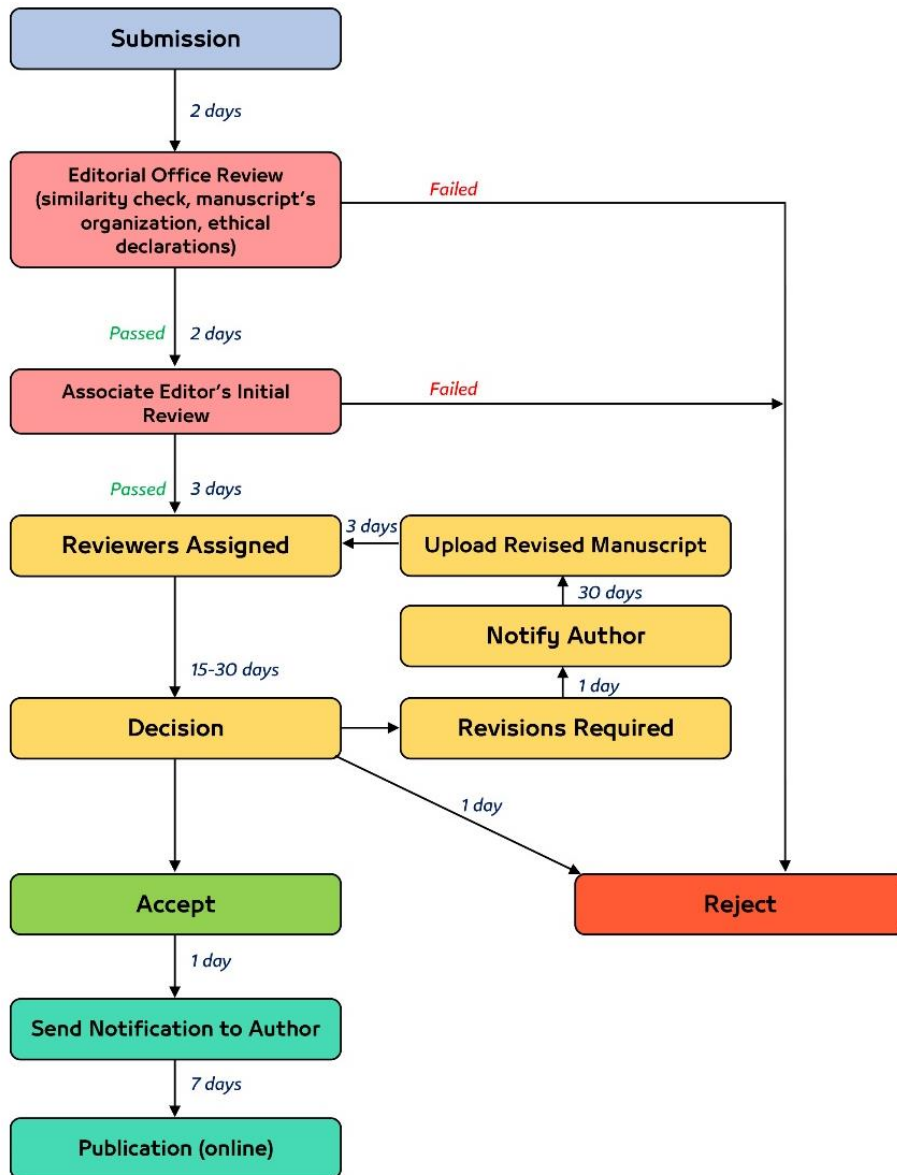 Submission
2 days
Editorial Office Review
(similarity check, manuscript's
organization, ethical
declarations)
Failed
Passed 2 days
Associate Editor's Initial
Review
Failed
Passed 3 days
Reviewers Assigned
3 days
Upload Revised Manuscript
30 days
Notify Author
15-30 days
1 day
Decision
Revisions Required
1 day
Accept
Reject
1 day
Send Notification to Author
7 days
Publication (online)